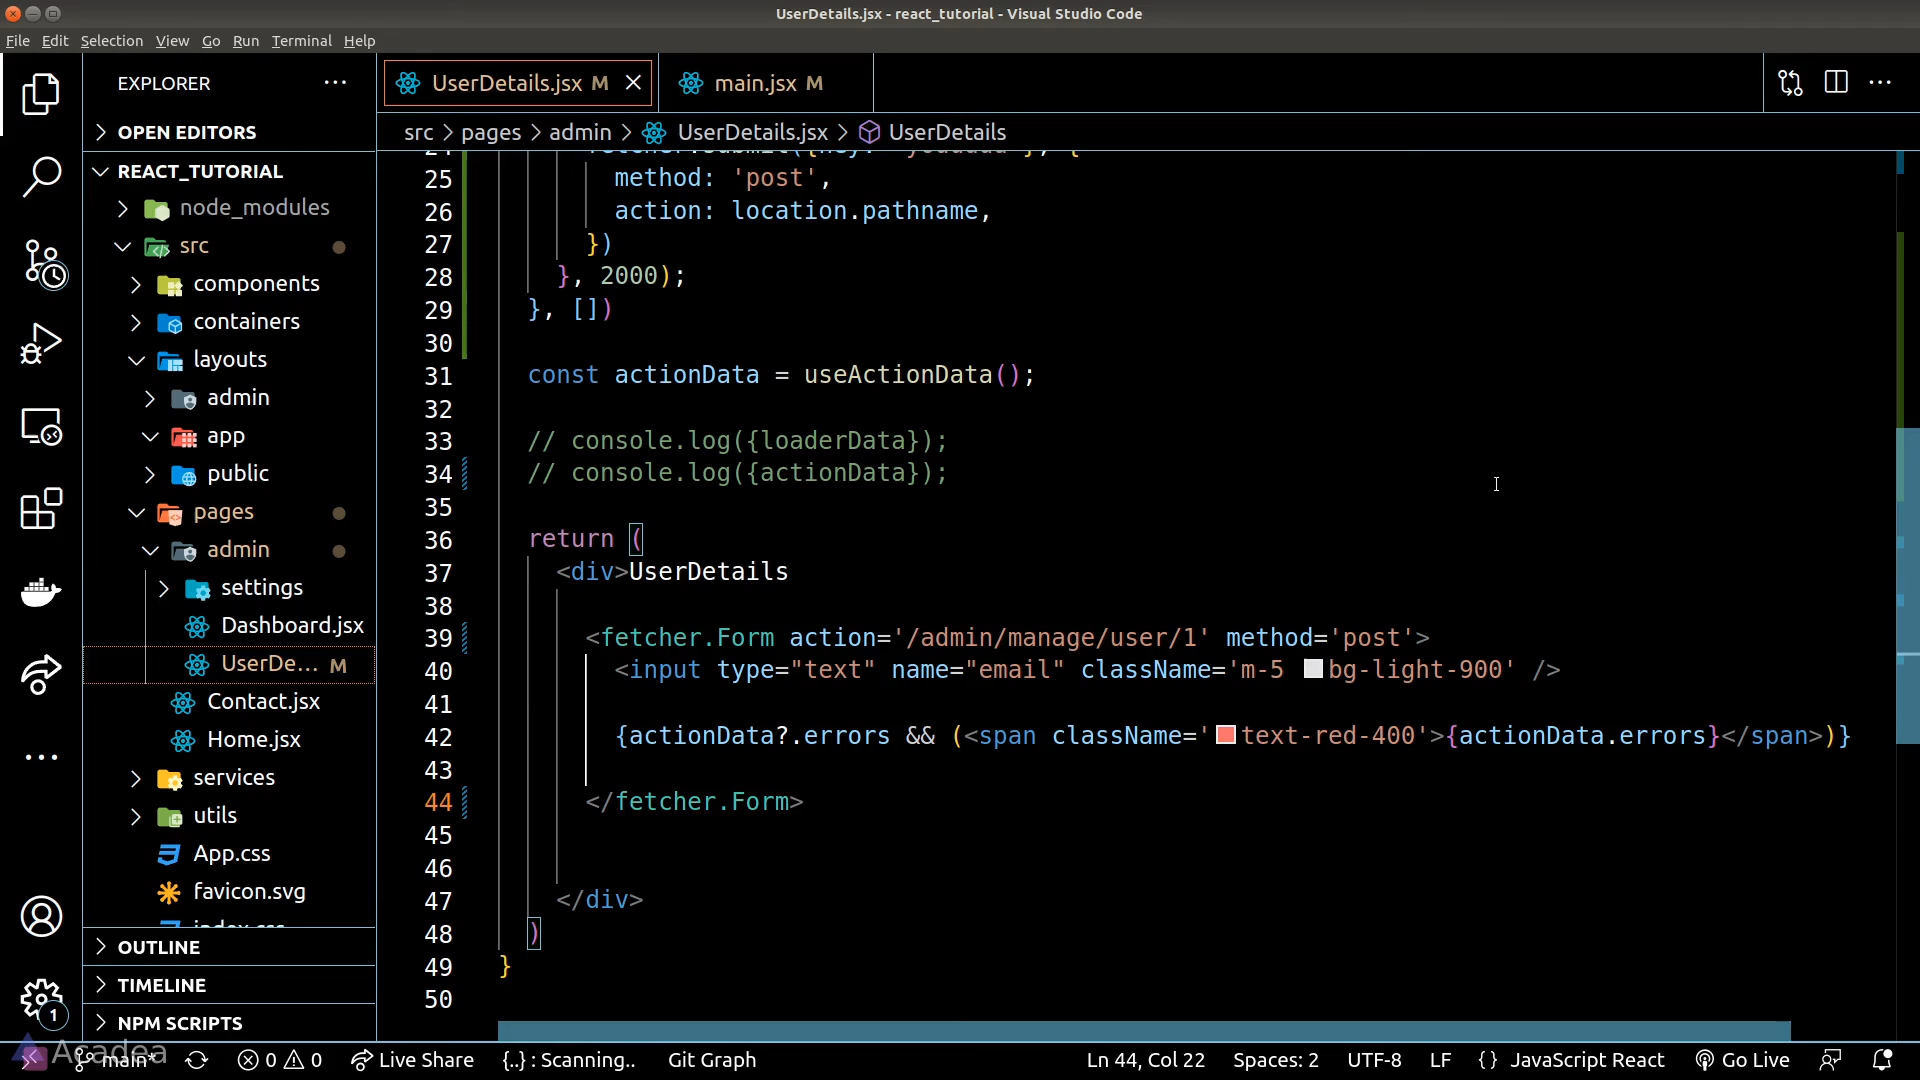 UserDetails.jsx - react_tutorial - Visual Studio Code
File Edit Selection View Go Run Terminal Help
EXPLORER
UserDetails.jsx M
main.jsx M
src > pages > admin > UserDetails.jsx > UserDetails
OPEN EDITORS
REACT_TUTORIAL
node_modules
src
components
containers
layouts
admin
app
public
pages
admin
settings
Dashboard.jsx
UserDe... M
Contact.jsx
Home.jsx
services
utils
App.css
favicon.svg
index.css
OUTLINE
TIMELINE
NPM SCRIPTS
25 method: 'post',
26 action: location.pathname,
27 })
28 }, 2000);
29 }, [])
30
31 const actionData = useActionData();
32
33 // console.log({loaderData});
34 // console.log({actionData});
35
36 return (
37 <div>UserDetails
38
39 <fetcher.Form action='/admin/manage/user/1' method='post'>
40 <input type="text" name="email" className='m-5 bg-light-900' />
41
42 {actionData?.errors && (<span className='text-red-400'>{actionData.errors}</span>)}
43
44 </fetcher.Form>
45
46
47 </div>
48 )
49 }
50
1
Acadea
main* 0 0 Live Share {..} : Scanning.. Git Graph Ln 44, Col 22 Spaces: 2 UTF-8 LF { } JavaScript React Go Live